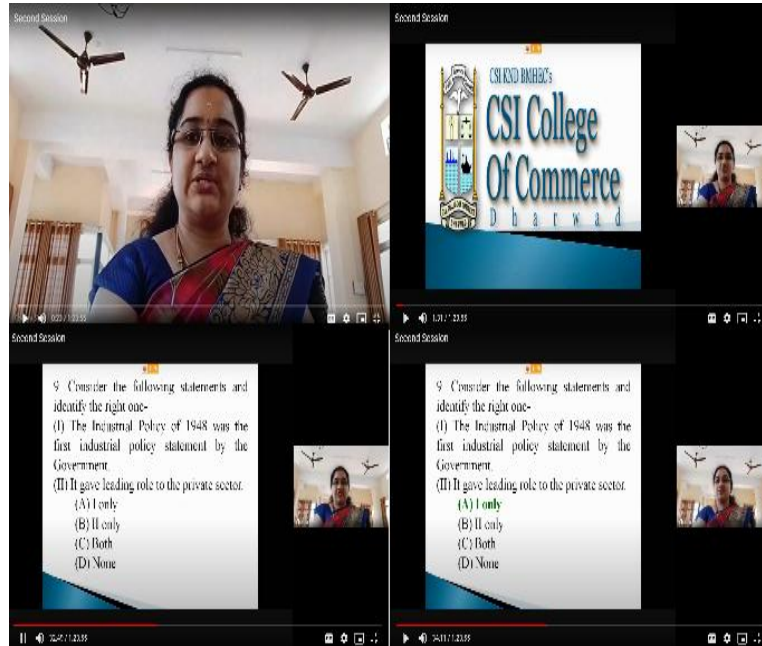 Second Session
Second Session
CSI KND BMHEC's
CSI College
Of Commerce
Dharwad
Second Session
9 Consider the following statements and
identify the right one-
(I) The Industrial Policy of 1948 was the
first industrial policy statement by the
Government.
(II) It gave leading role to the private sector.
(A) I only
(B) II only
(C) Both
(D) None
Second Session
9 Consider the following statements and
identify the right one-
(I) The Industrial Policy of 1948 was the
first industrial policy statement by the
Government.
(II) It gave leading role to the private sector.
(A) I only
(B) II only
(C) Both
(D) None